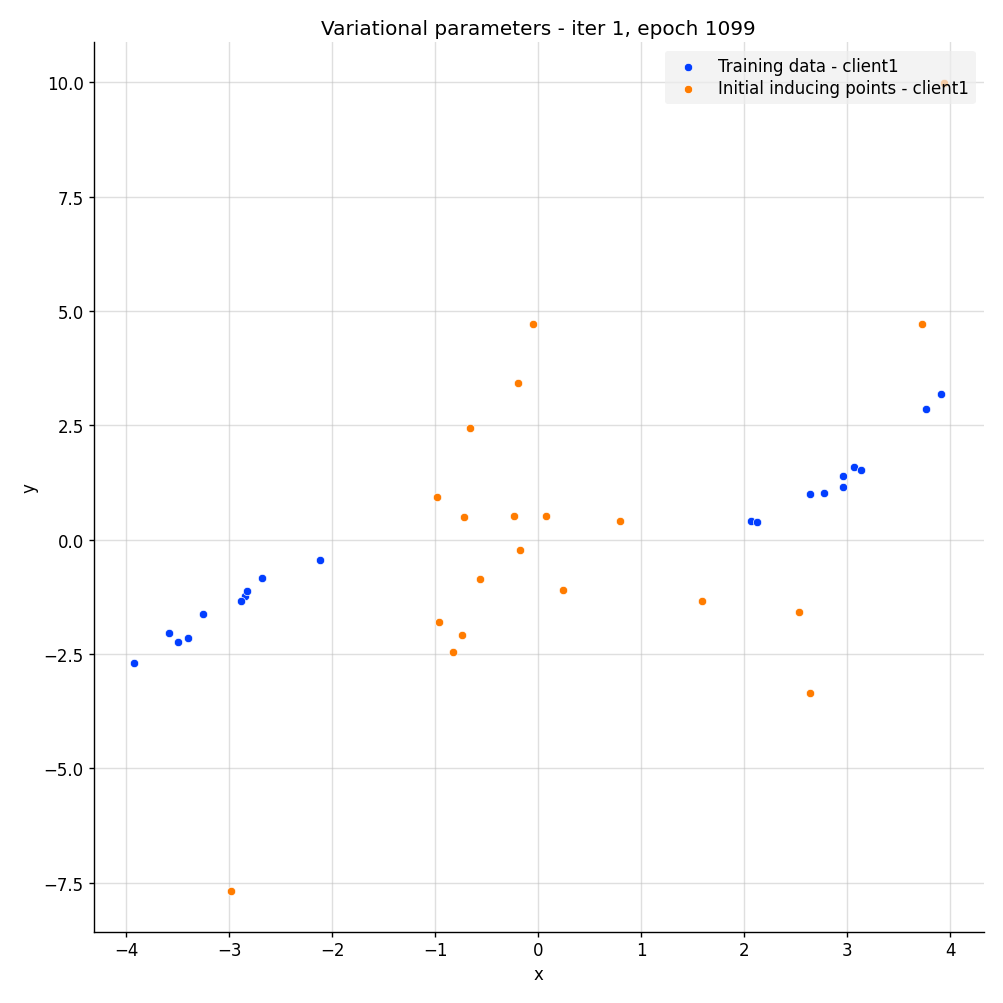 Variational parameters - iter 1, epoch 1099
Training data - client1
Initial inducing points - client1
10.0
7.5
5.0
2.5
0.0
−2.5
−5.0
−7.5
y
−4 −3 −2 −1 0 1 2 3 4
x